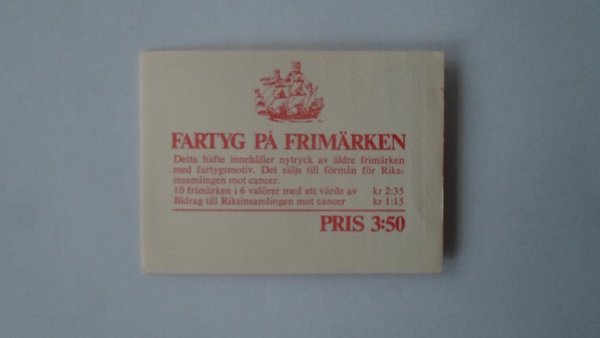 FARTYG PÅ FRIMÄRKEN
Detta häfte innehåller nytryck av äldre frimärken
med fartygsmotiv. Det säljs till förmån för Riks-
insamlingen mot cancer.
10 frimärken i 6 valörer med ett värde av kr 2:35
Bidrag till Riksinsamlingen mot cancer kr 1:15
PRIS 3:50